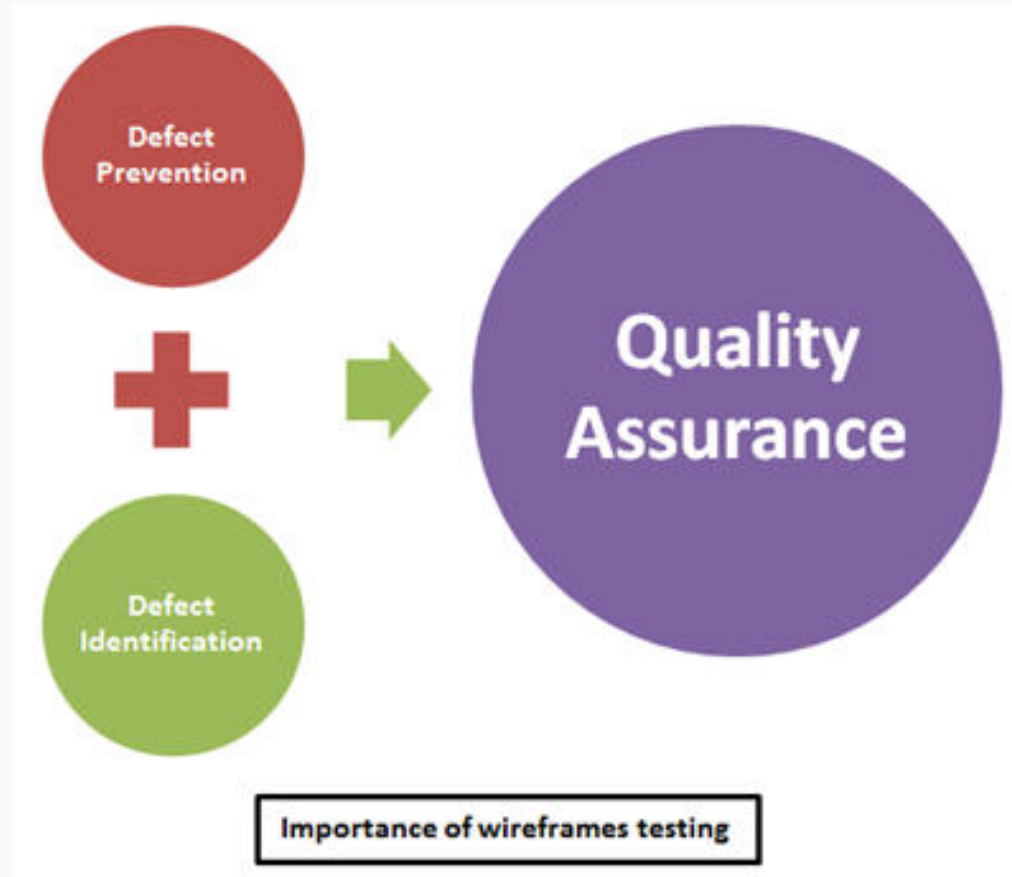 Defect
Prevention
Quality
Assurance
Defect
Identification
Importance of wireframes testing